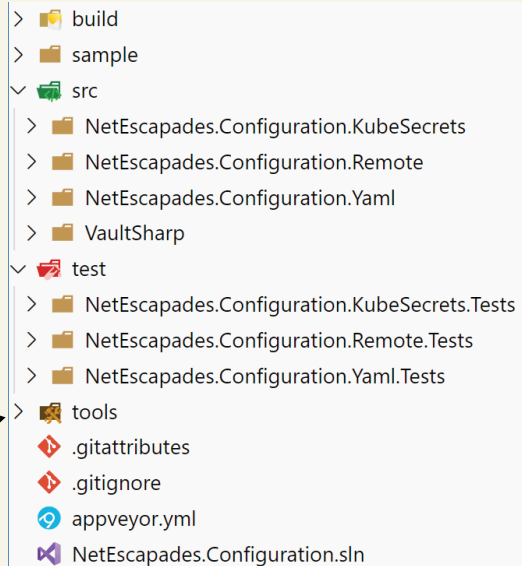 build
sample
src
NetEscapades.Configuration.KubeSecrets
NetEscapades.Configuration.Remote
NetEscapades.Configuration.Yaml
VaultSharp
test
NetEscapades.Configuration.KubeSecrets.Tests
NetEscapades.Configuration.Remote.Tests
NetEscapades.Configuration.Yaml.Tests
tools
.gitattributes
.gitignore
appveyor.yml
NetEscapades.Configuration.sln